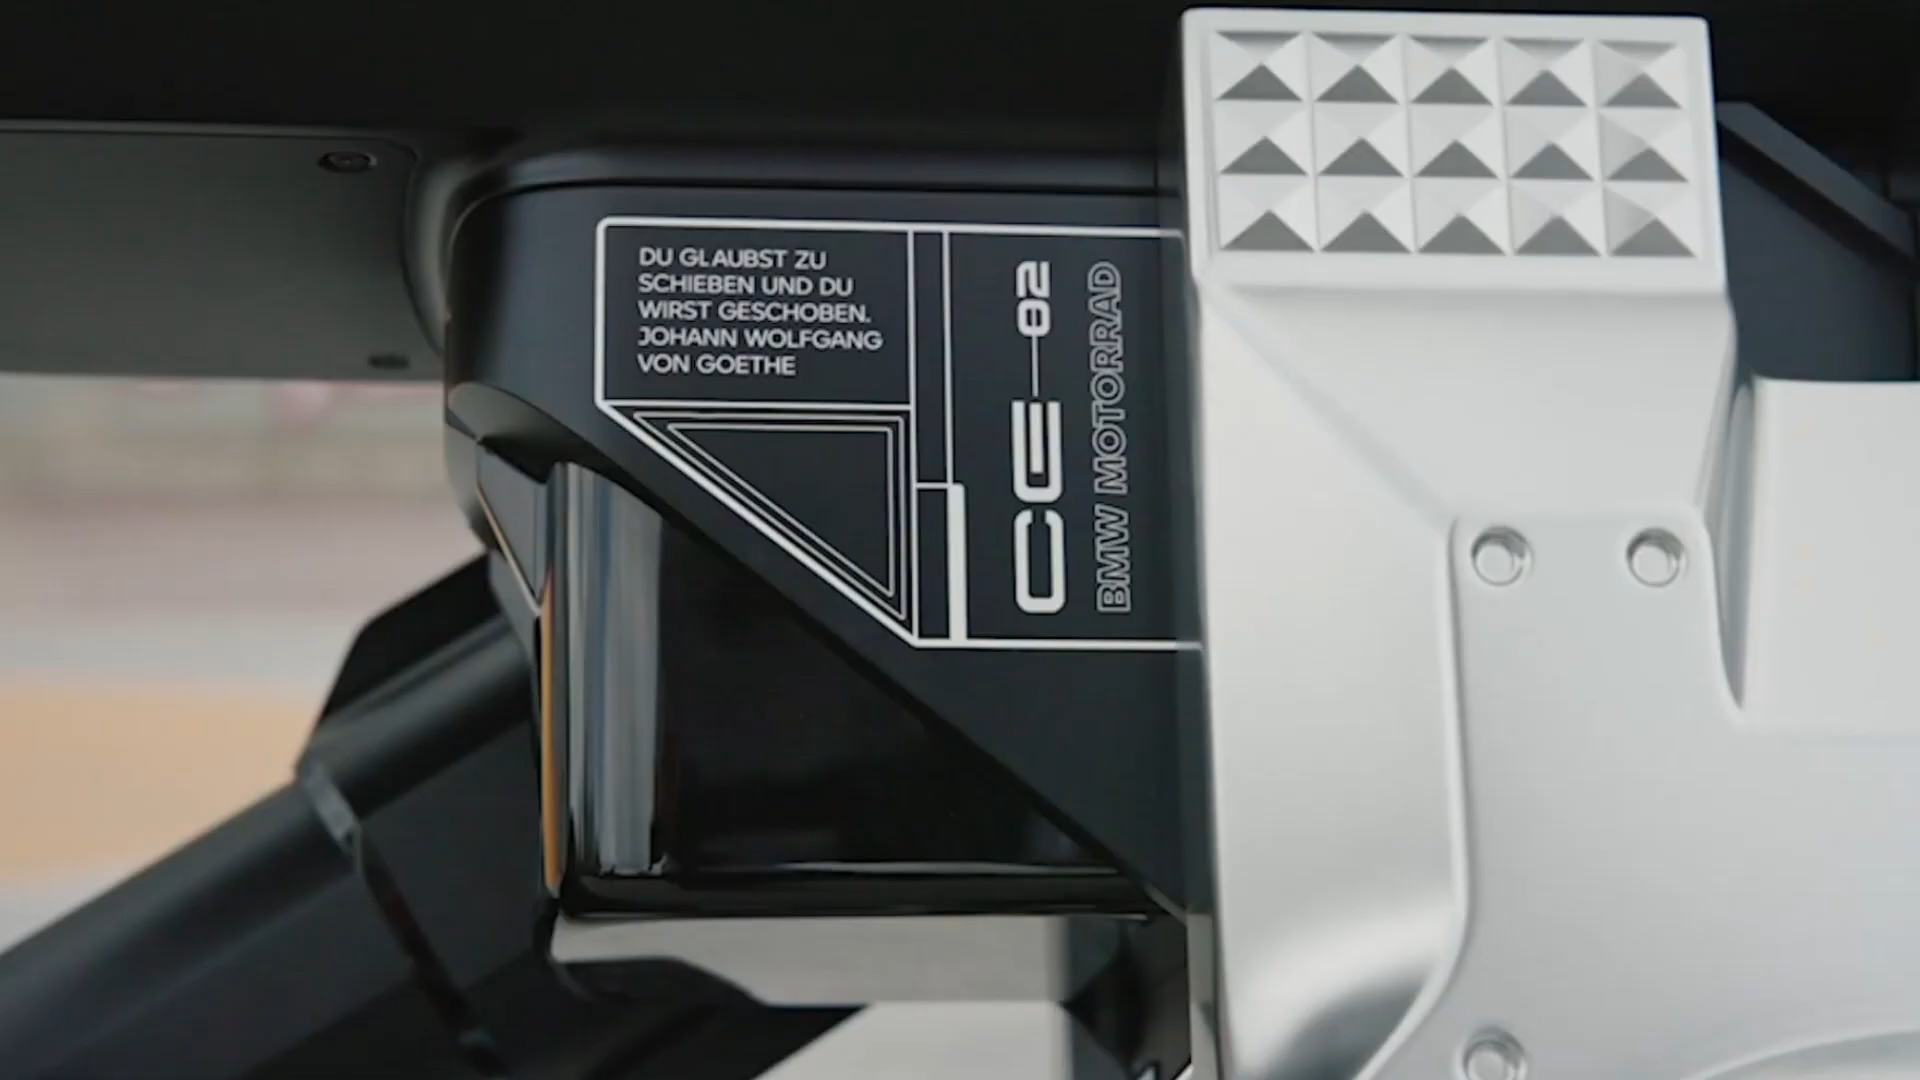 DU GLAUBST ZU
SCHIEBEN UND DU
WIRST GESCHOBEN.
JOHANN WOLFGANG
VON GOETHE
CE—02
BMW MOTORRAD